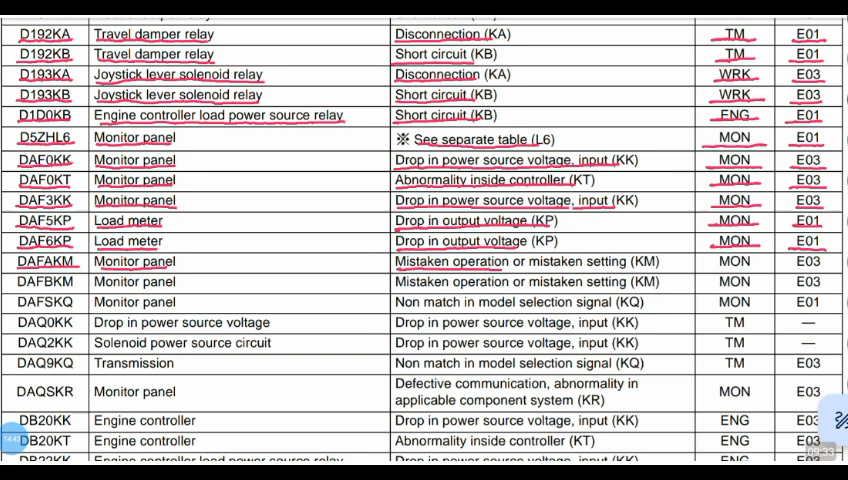 D192KA Travel damper relay Disconnection (KA) TM E01
D192KB Travel damper relay Short circuit (KB) TM E01
D193KA Joystick lever solenoid relay Disconnection (KA) WRK E03
D193KB Joystick lever solenoid relay Short circuit (KB) WRK E03
D1D0KB Engine controller load power source relay Short circuit (KB) ENG E01
D5ZHL6 Monitor panel ※ See separate table (L6) MON E01
DAF0KK Monitor panel Drop in power source voltage, input (KK) MON E03
DAF0KT Monitor panel Abnormality inside controller (KT) MON E03
DAF3KK Monitor panel Drop in power source voltage, input (KK) MON E03
DAF5KP Load meter Drop in output voltage (KP) MON E01
DAF6KP Load meter Drop in output voltage (KP) MON E01
DAFAKM Monitor panel Mistaken operation or mistaken setting (KM) MON E03
DAFBKM Monitor panel Mistaken operation or mistaken setting (KM) MON E03
DAFSKQ Monitor panel Non match in model selection signal (KQ) MON E01
DAQ0KK Drop in power source voltage Drop in power source voltage, input (KK) TM —
DAQ2KK Solenoid power source circuit Drop in power source voltage, input (KK) TM —
DAQ9KQ Transmission Non match in model selection signal (KQ) TM E03
DAQSKR Monitor panel Defective communication, abnormality in
applicable component system (KR) MON E03
DB20KK Engine controller Drop in power source voltage, input (KK) ENG E03
DB20KT Engine controller Abnormality inside controller (KT) ENG E03
09:33